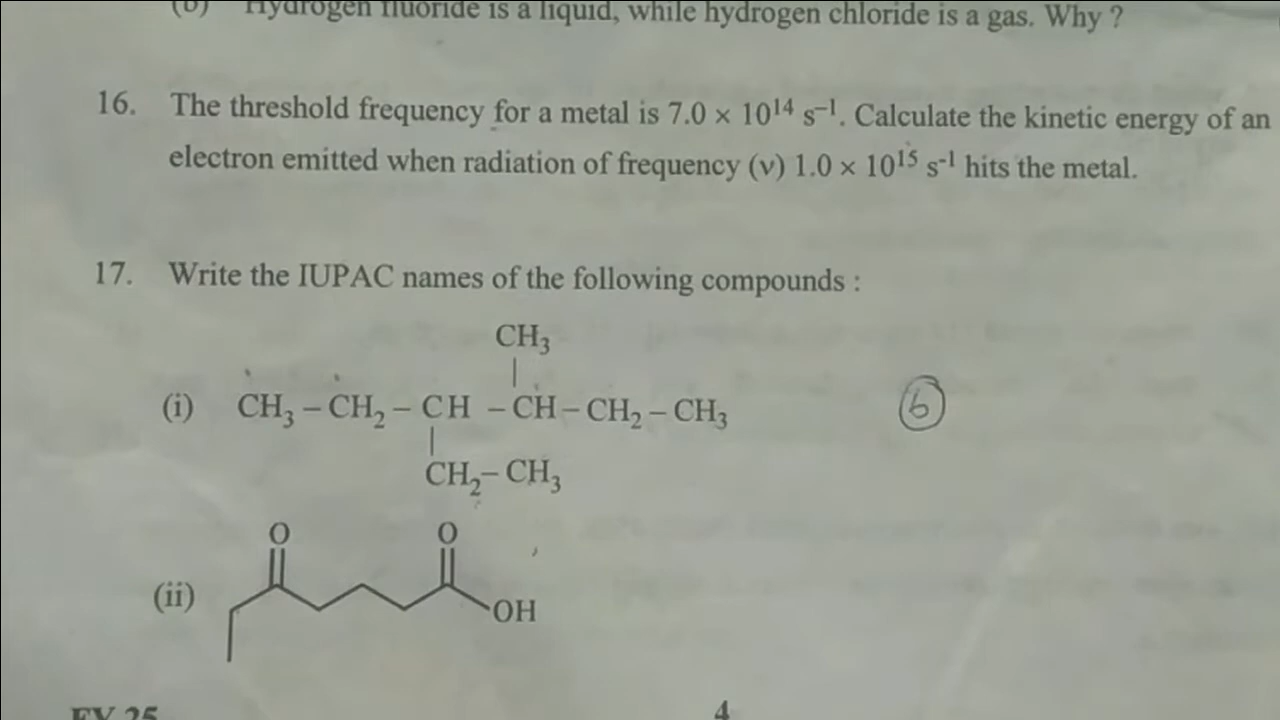 (b) Hydrogen fluoride is a liquid, while hydrogen chloride is a gas. Why ?
16. The threshold frequency for a metal is 7.0 × 10¹⁴ s⁻¹. Calculate the kinetic energy of an
electron emitted when radiation of frequency (ν) 1.0 × 10¹⁵ s⁻¹ hits the metal.
17. Write the IUPAC names of the following compounds :
CH₃
|
(i) CH₃ – CH₂ – CH – CH – CH₂ – CH₃
|
CH₂ – CH₃
6
O O
(ii)
OH
FY 25
4